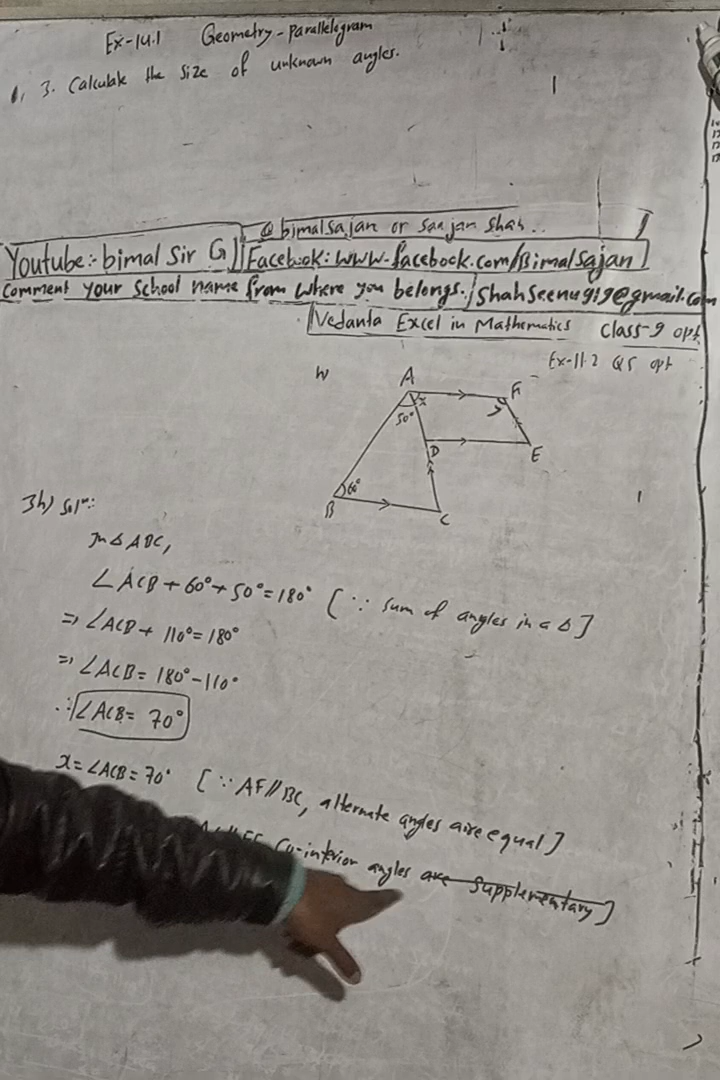 Ex-14.1 Geometry-parallelogram
3. Calculate the size of unknown angles.
@bimalsajan or Sanjan Shah..
Youtube:- bimal Sir G
Facebook: www.facebook.com/Bimalsajan
Comment your School name from where you belongs.
Shahseenu919@gmail.com
Vedanta Excel in Mathematics Class-9 opt
Ex-11.2 Q5 opt
A
F
x
y
50°
D
E
60°
B
C
3h) Solⁿ:
In Δ ABC,
∠ACB + 60° + 50° = 180° [∵ sum of angles in a Δ]
⇒ ∠ACB + 110° = 180°
⇒ ∠ACB = 180° - 110°
∴ ∠ACB = 70°
x = ∠ACB = 70° [∵ AF // BC, alternate angles are equal]
Co-interior angles are supplementary]